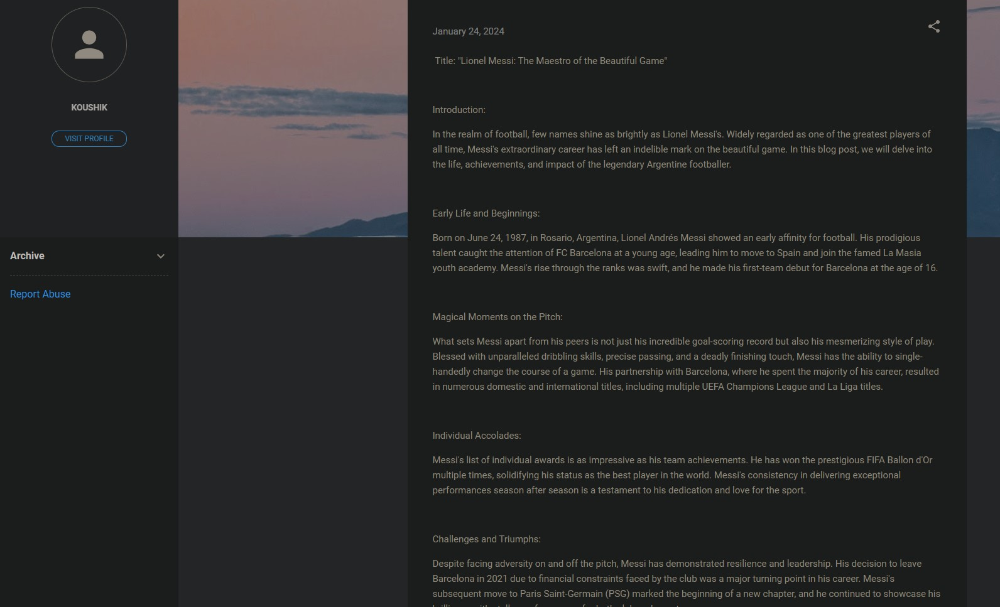 KOUSHIK
VISIT PROFILE
Archive
Report Abuse
January 24, 2024
Title: "Lionel Messi: The Maestro of the Beautiful Game"
Introduction:
In the realm of football, few names shine as brightly as Lionel Messi's. Widely regarded as one of the greatest players of
all time, Messi's extraordinary career has left an indelible mark on the beautiful game. In this blog post, we will delve into
the life, achievements, and impact of the legendary Argentine footballer.
Early Life and Beginnings:
Born on June 24, 1987, in Rosario, Argentina, Lionel Andrés Messi showed an early affinity for football. His prodigious
talent caught the attention of FC Barcelona at a young age, leading him to move to Spain and join the famed La Masia
youth academy. Messi's rise through the ranks was swift, and he made his first-team debut for Barcelona at the age of 16.
Magical Moments on the Pitch:
What sets Messi apart from his peers is not just his incredible goal-scoring record but also his mesmerizing style of play.
Blessed with unparalleled dribbling skills, precise passing, and a deadly finishing touch, Messi has the ability to single-
handedly change the course of a game. His partnership with Barcelona, where he spent the majority of his career, resulted
in numerous domestic and international titles, including multiple UEFA Champions League and La Liga titles.
Individual Accolades:
Messi's list of individual awards is as impressive as his team achievements. He has won the prestigious FIFA Ballon d'Or
multiple times, solidifying his status as the best player in the world. Messi's consistency in delivering exceptional
performances season after season is a testament to his dedication and love for the sport.
Challenges and Triumphs:
Despite facing adversity on and off the pitch, Messi has demonstrated resilience and leadership. His decision to leave
Barcelona in 2021 due to financial constraints faced by the club was a major turning point in his career. Messi's
subsequent move to Paris Saint-Germain (PSG) marked the beginning of a new chapter, and he continued to showcase his